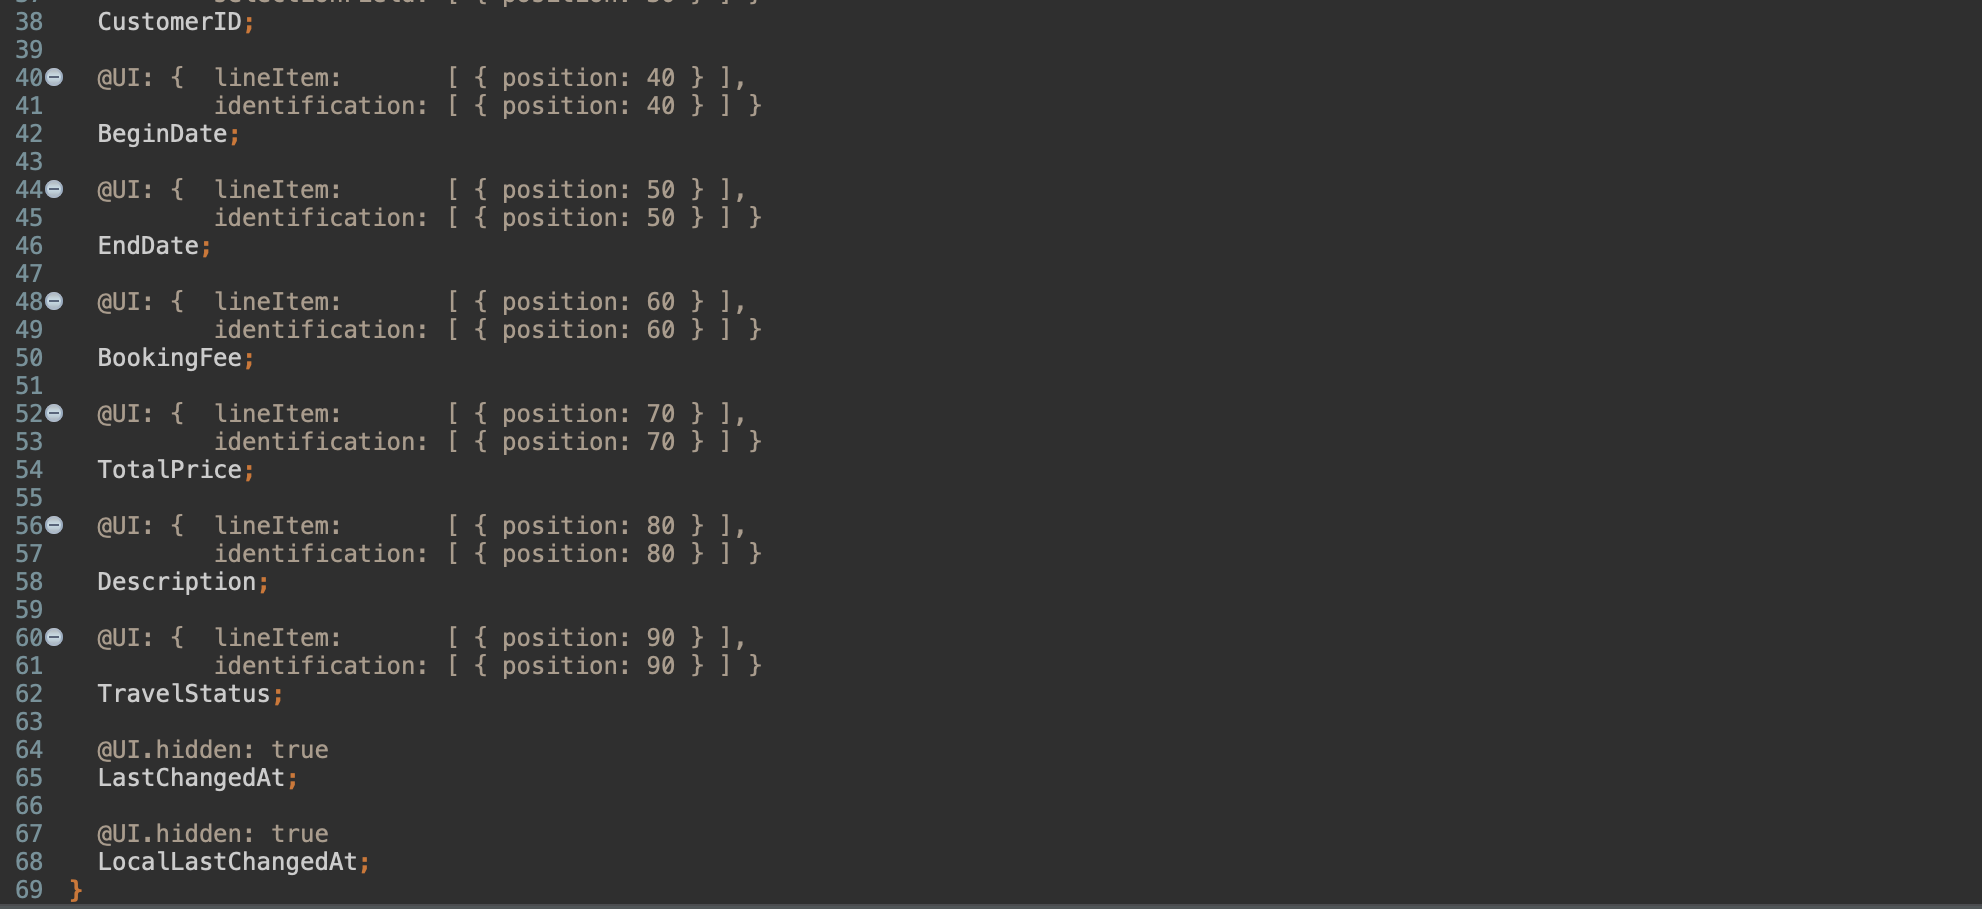 38 CustomerID;
39
40 @UI: { lineItem: [ { position: 40 } ],
41 identification: [ { position: 40 } ] }
42 BeginDate;
43
44 @UI: { lineItem: [ { position: 50 } ],
45 identification: [ { position: 50 } ] }
46 EndDate;
47
48 @UI: { lineItem: [ { position: 60 } ],
49 identification: [ { position: 60 } ] }
50 BookingFee;
51
52 @UI: { lineItem: [ { position: 70 } ],
53 identification: [ { position: 70 } ] }
54 TotalPrice;
55
56 @UI: { lineItem: [ { position: 80 } ],
57 identification: [ { position: 80 } ] }
58 Description;
59
60 @UI: { lineItem: [ { position: 90 } ],
61 identification: [ { position: 90 } ] }
62 TravelStatus;
63
64 @UI.hidden: true
65 LastChangedAt;
66
67 @UI.hidden: true
68 LocalLastChangedAt;
69 }